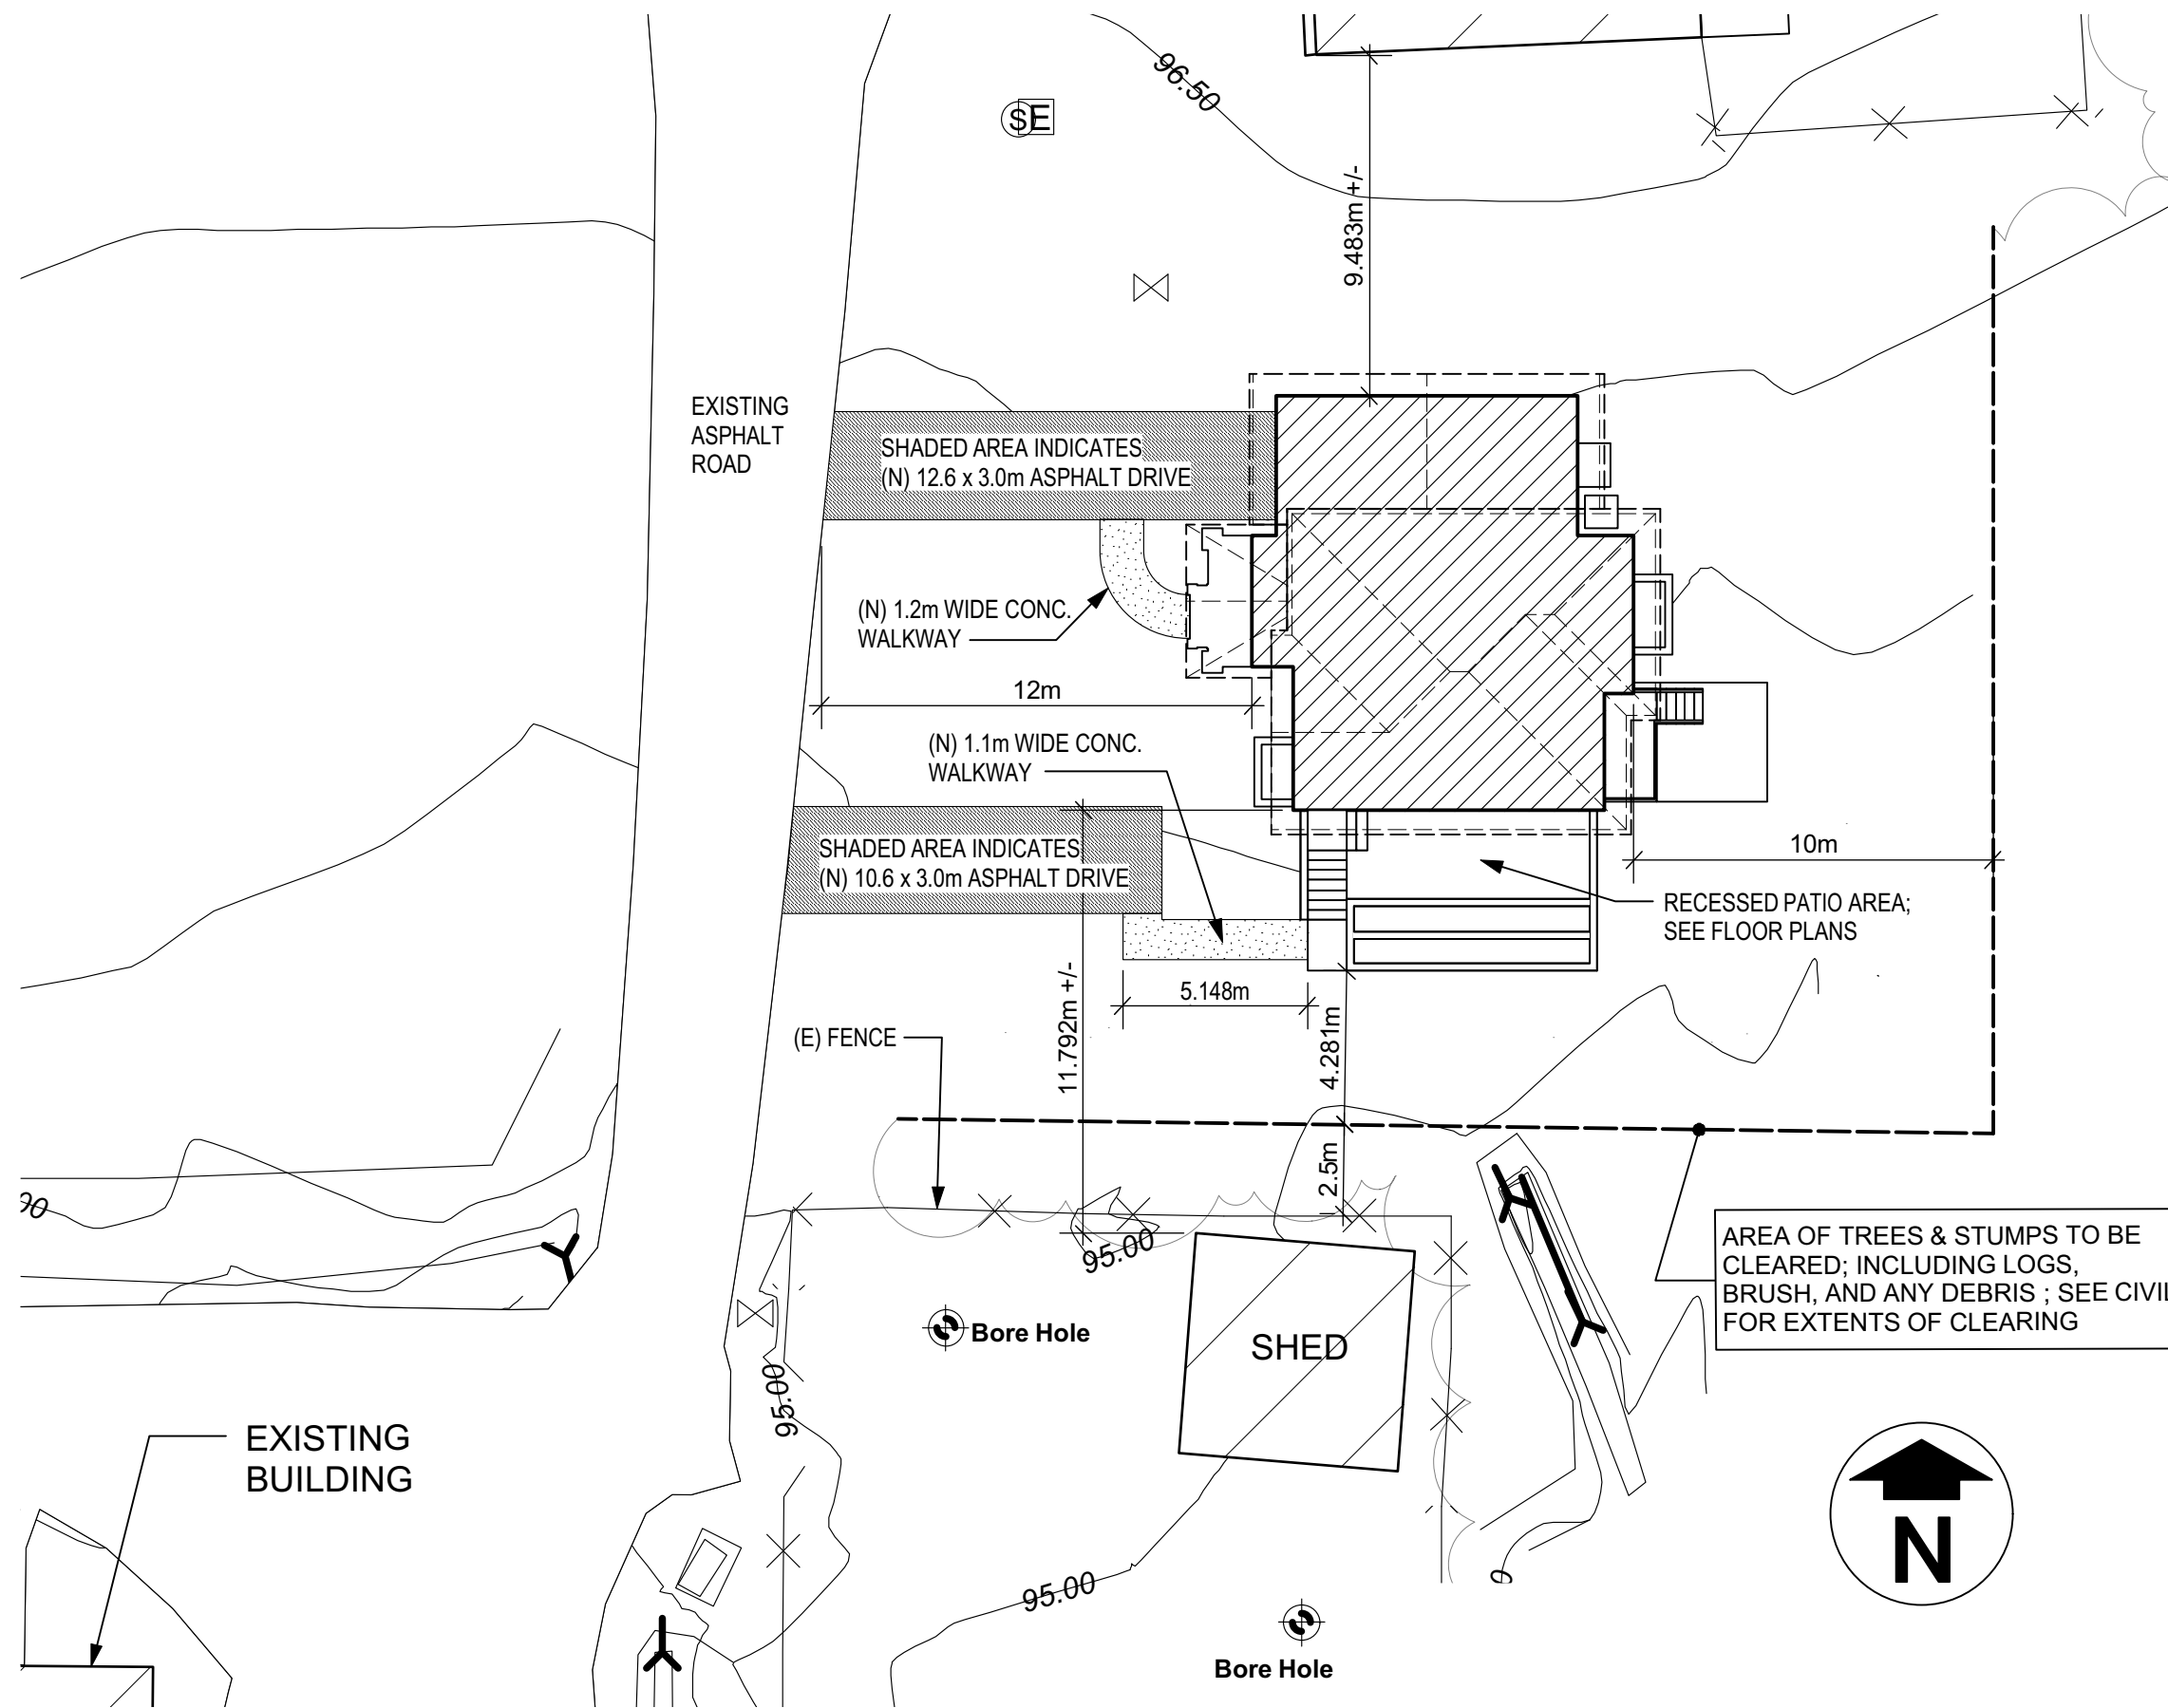 96.50
SE
9.483m +/-
EXISTING
ASPHALT
ROAD
SHADED AREA INDICATES
(N) 12.6 x 3.0m ASPHALT DRIVE
(N) 1.2m WIDE CONC.
WALKWAY
12m
(N) 1.1m WIDE CONC.
WALKWAY
SHADED AREA INDICATES
(N) 10.6 x 3.0m ASPHALT DRIVE
10m
RECESSED PATIO AREA;
SEE FLOOR PLANS
5.148m
11.792m +/-
4.281m
(E) FENCE
2.5m
95.00
AREA OF TREES & STUMPS TO BE
CLEARED; INCLUDING LOGS,
BRUSH, AND ANY DEBRIS ; SEE CIVIL
FOR EXTENTS OF CLEARING
Bore Hole
SHED
95.00
EXISTING
BUILDING
N
95.00
Bore Hole